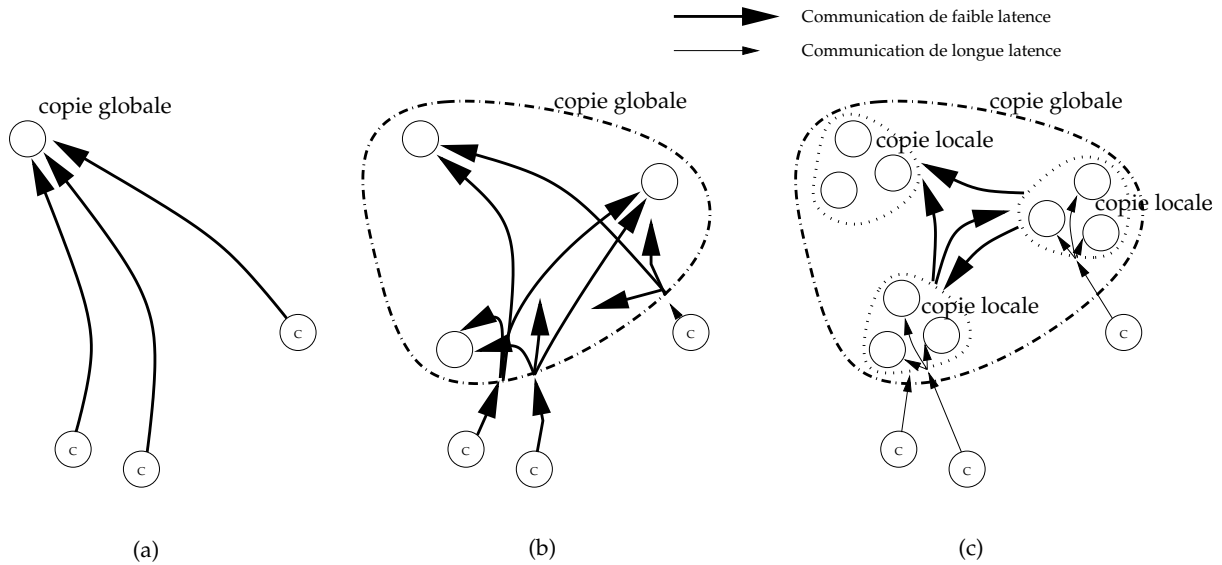 Communication de faible latence
Communication de longue latence
copie globale
copie globale
copie globale
copie locale
copie locale
copie locale
C
C
C
C
C
C
C
C
C
(a)
(b)
(c)